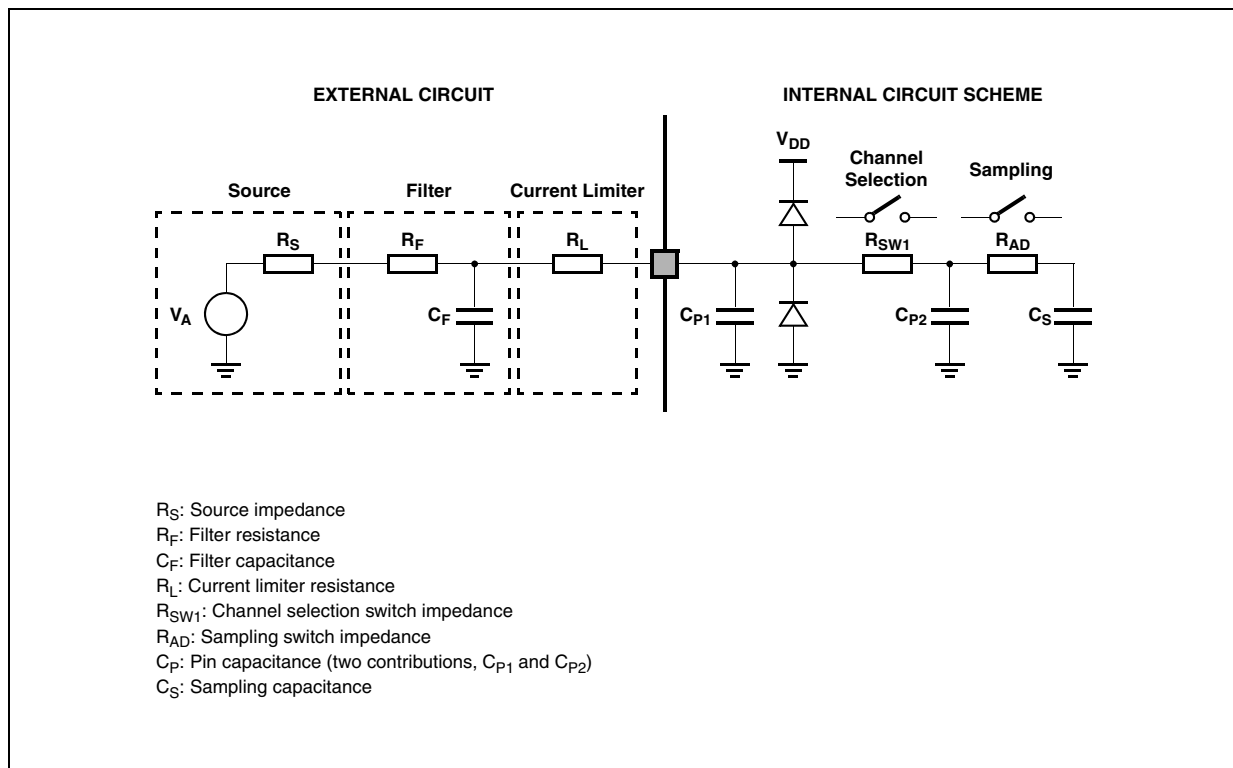 EXTERNAL CIRCUIT
INTERNAL CIRCUIT SCHEME
VDD
Channel
Selection
Sampling
Source
Filter
Current Limiter
RS
RF
RL
RSW1
RAD
VA
CF
CP1
CP2
CS
RS: Source impedance
RF: Filter resistance
CF: Filter capacitance
RL: Current limiter resistance
RSW1: Channel selection switch impedance
RAD: Sampling switch impedance
CP: Pin capacitance (two contributions, CP1 and CP2)
CS: Sampling capacitance